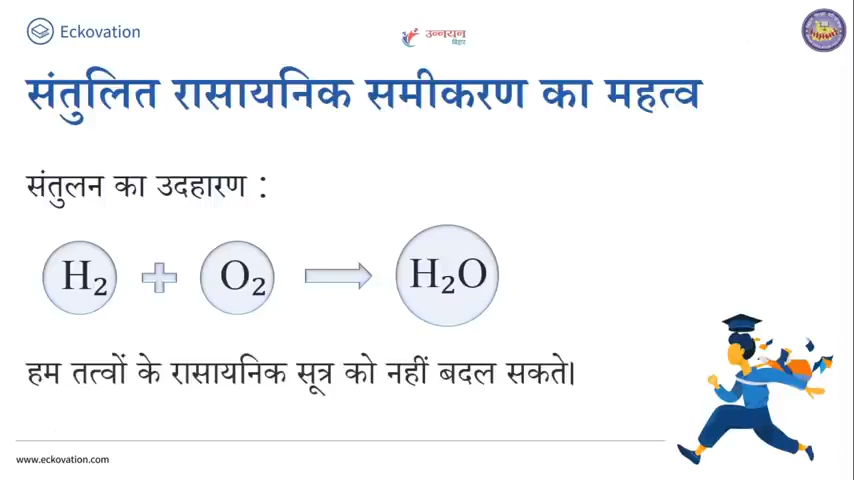 Eckovation
उन्नयन
बिहार
संतुलित रासायनिक समीकरण का महत्व
संतुलन का उदहारण :
H₂ + O₂ → H₂O
हम तत्वों के रासायनिक सूत्र को नहीं बदल सकते।
www.eckovation.com